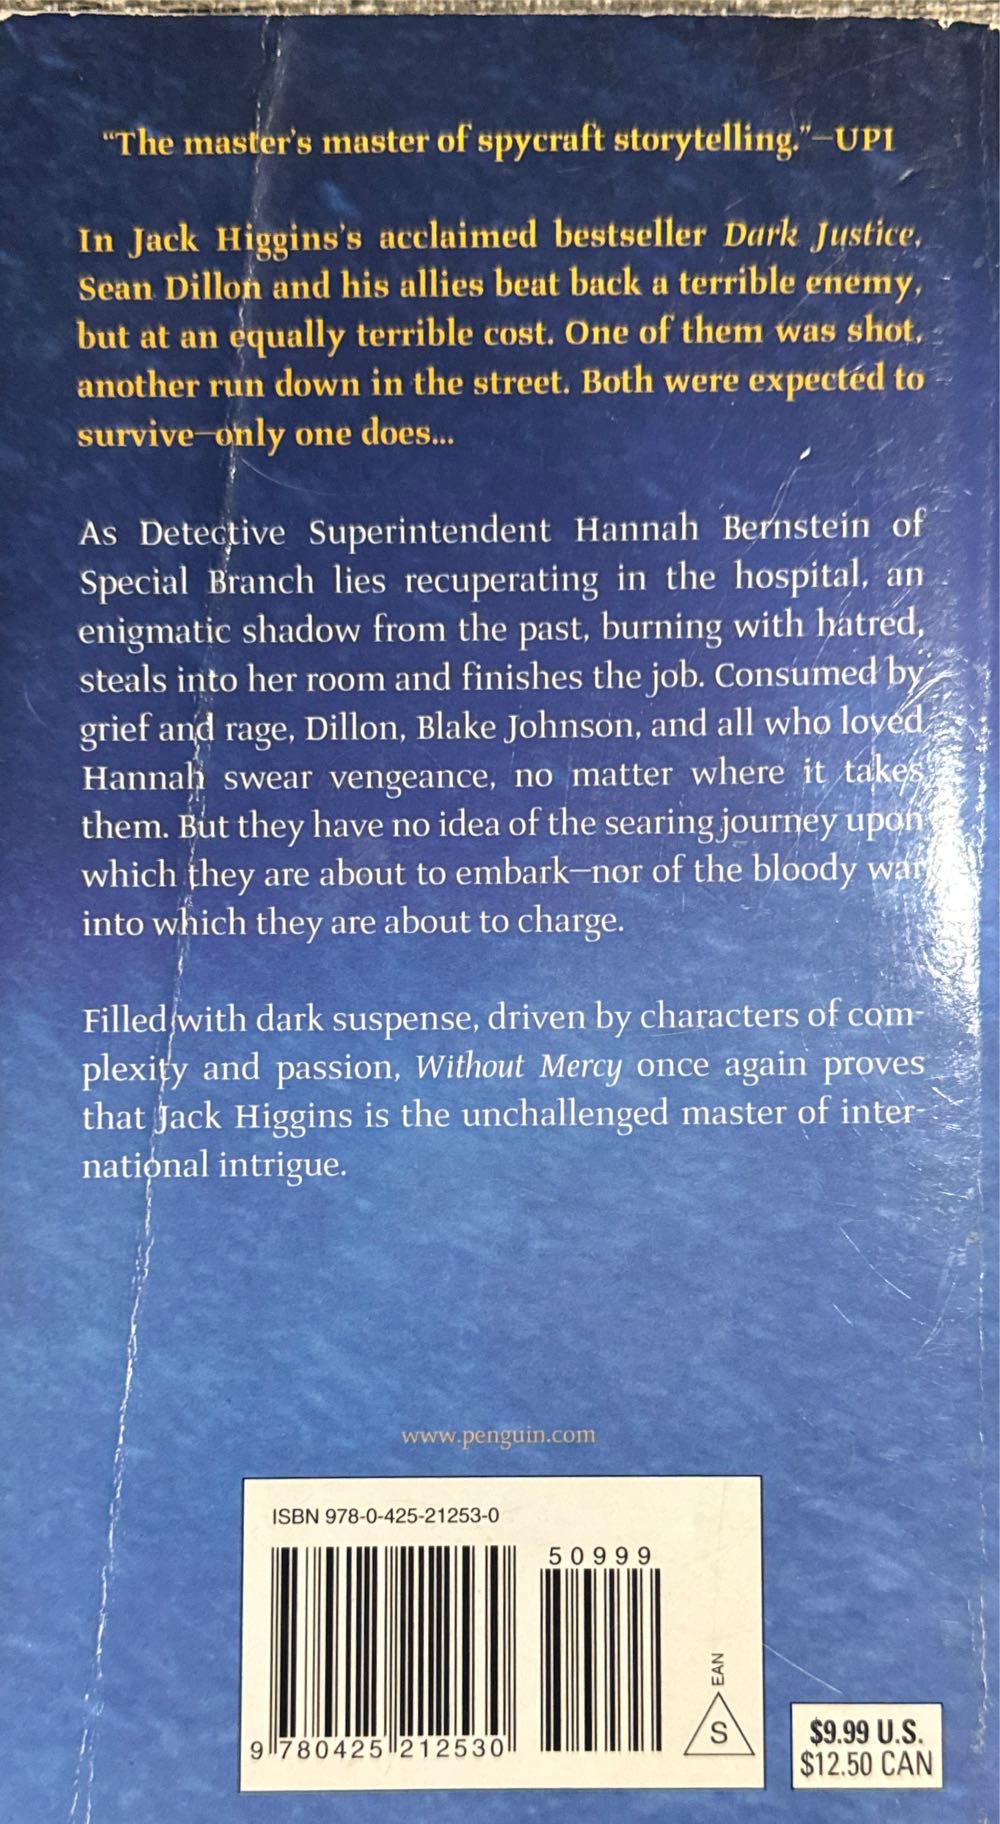 “The master’s master of spycraft storytelling.”—UPI
In Jack Higgins’s acclaimed bestseller Dark Justice,
Sean Dillon and his allies beat back a terrible enemy,
but at an equally terrible cost. One of them was shot,
another run down in the street. Both were expected to
survive—only one does...
As Detective Superintendent Hannah Bernstein of
Special Branch lies recuperating in the hospital, an
enigmatic shadow from the past, burning with hatred,
steals into her room and finishes the job. Consumed by
grief and rage, Dillon, Blake Johnson, and all who loved
Hannah swear vengeance, no matter where it takes
them. But they have no idea of the searing journey upon
which they are about to embark—nor of the bloody war
into which they are about to charge.
Filled with dark suspense, driven by characters of com-
plexity and passion, Without Mercy once again proves
that Jack Higgins is the unchallenged master of inter-
national intrigue.
www.penguin.com
ISBN 978-0-425-21253-0
50999
9 780425 212530
EAN
S
$9.99 U.S.
$12.50 CAN